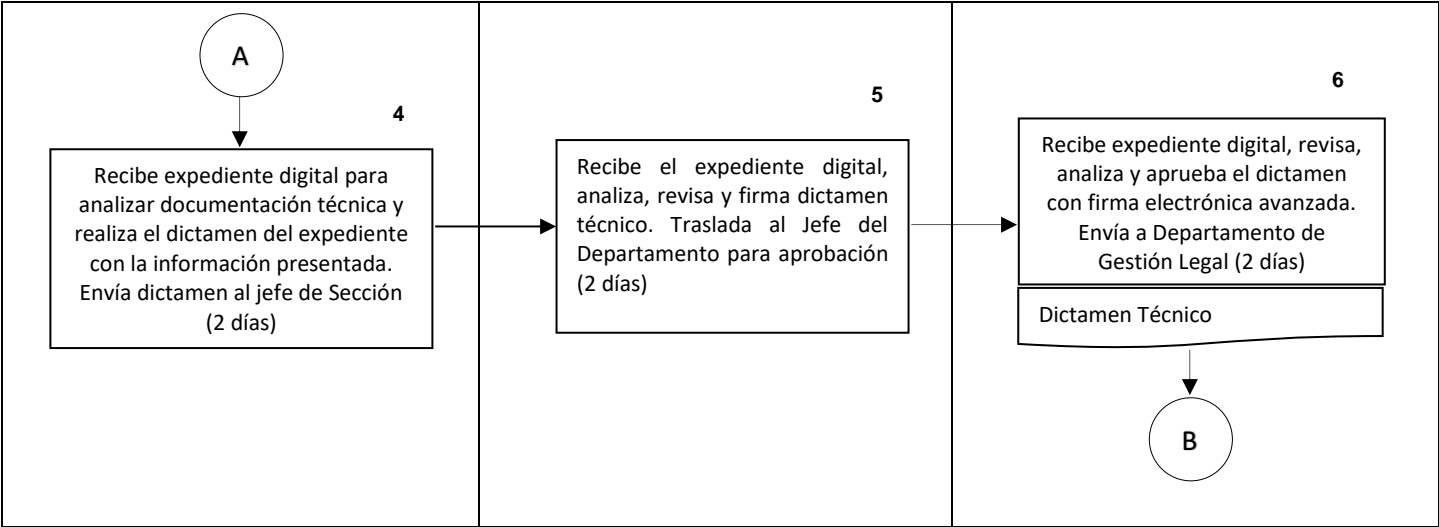 A
4
Recibe expediente digital para
analizar documentación técnica y
realiza el dictamen del expediente
con la información presentada.
Envía dictamen al jefe de Sección
(2 días)
5
Recibe el expediente digital,
analiza, revisa y firma dictamen
técnico. Traslada al Jefe del
Departamento para aprobación
(2 días)
6
Recibe expediente digital, revisa,
analiza y aprueba el dictamen
con firma electrónica avanzada.
Envía a Departamento de
Gestión Legal (2 días)
Dictamen Técnico
B